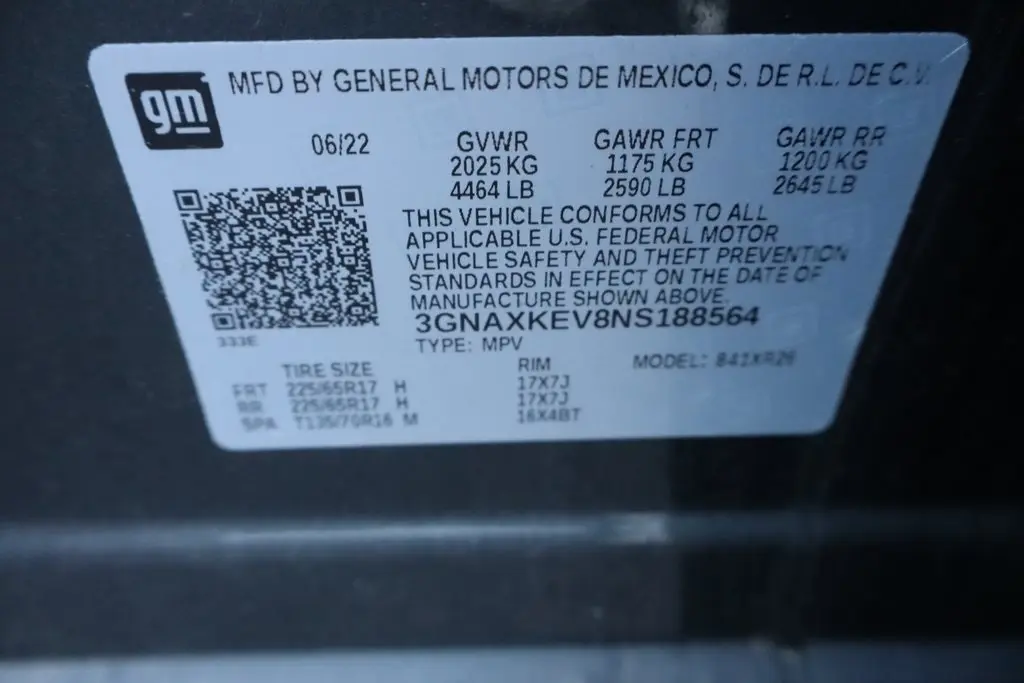 gm
MFD BY GENERAL MOTORS DE MEXICO, S. DE R.L. DE C.V.
06/22 GVWR GAWR FRT GAWR RR
2025 KG 1175 KG 1200 KG
4464 LB 2590 LB 2645 LB
THIS VEHICLE CONFORMS TO ALL
APPLICABLE U.S. FEDERAL MOTOR
VEHICLE SAFETY AND THEFT PREVENTION
STANDARDS IN EFFECT ON THE DATE OF
MANUFACTURE SHOWN ABOVE.
3GNAXKEV8NS188564
333E
TYPE: MPV
MODEL:
TIRE SIZE RIM
FRT 225/65R17 H 17X7J
RR 225/65R17 H 17X7J
SPA T135/70R16 M 16X4BT